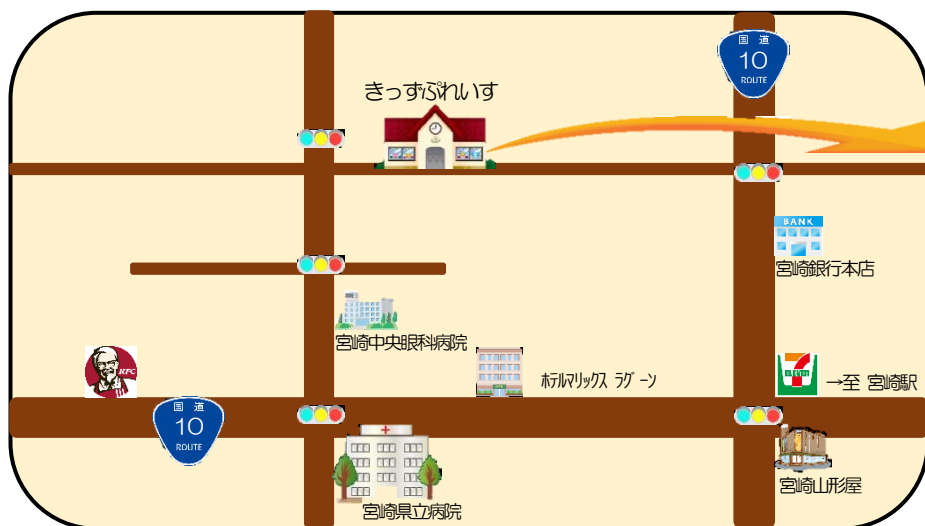 国 道
10
ROUTE
きっずぷれいす
BANK
宮崎銀行本店
宮崎中央眼科病院
KFC
ホテルマリックス ラグーン
7
ELEVEN
→至 宮崎駅
国 道
10
ROUTE
宮崎県立病院
宮崎山形屋